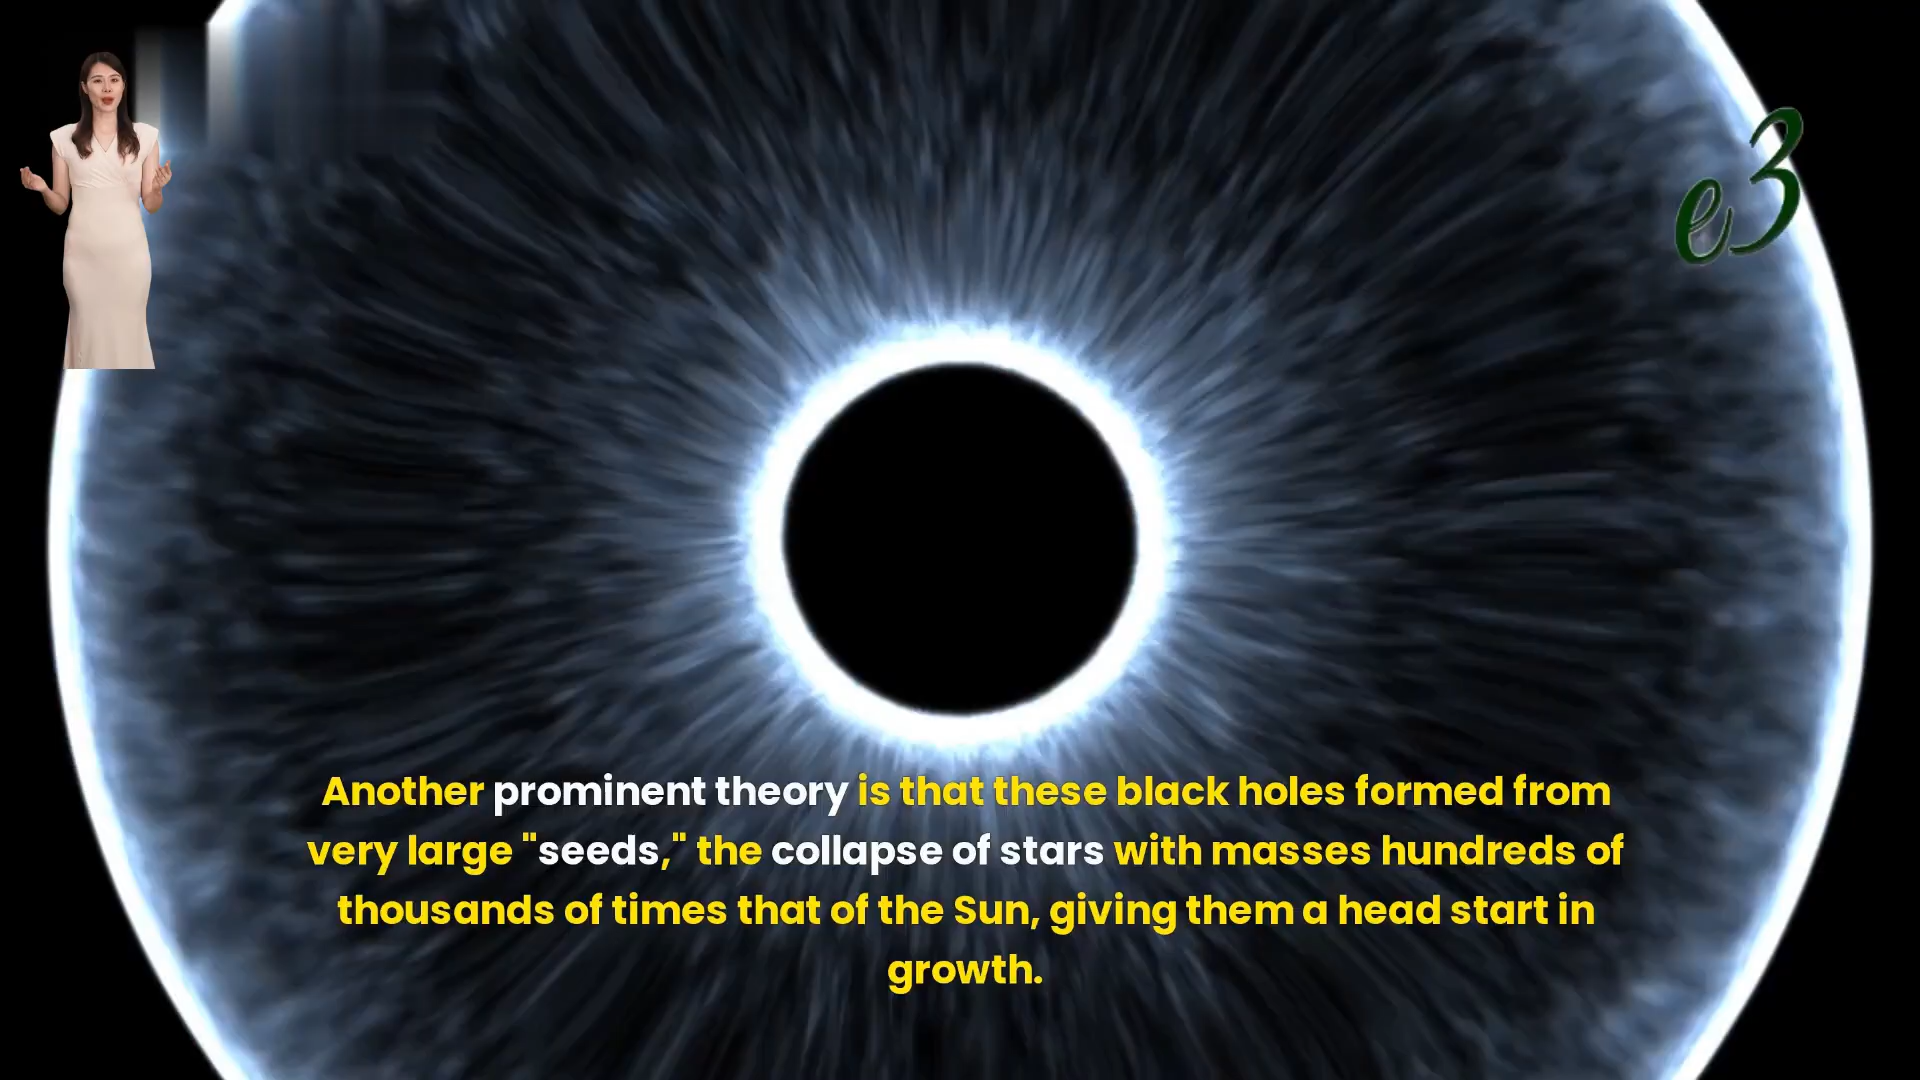 e3
Another prominent theory is that these black holes formed from
very large "seeds," the collapse of stars with masses hundreds of
thousands of times that of the Sun, giving them a head start in
growth.